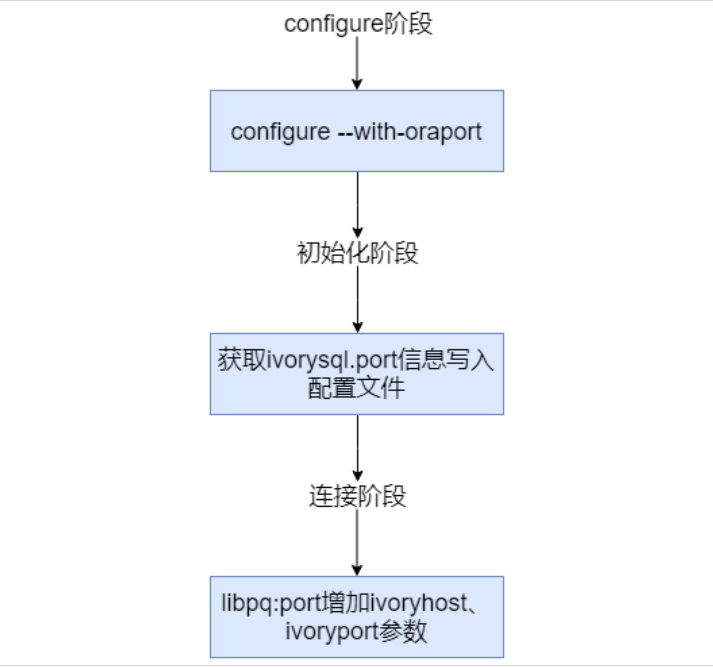 configure阶段
configure --with-oraport
初始化阶段
获取ivorysql.port信息写入
配置文件
连接阶段
libpq:port增加ivoryhost、
ivoryport参数